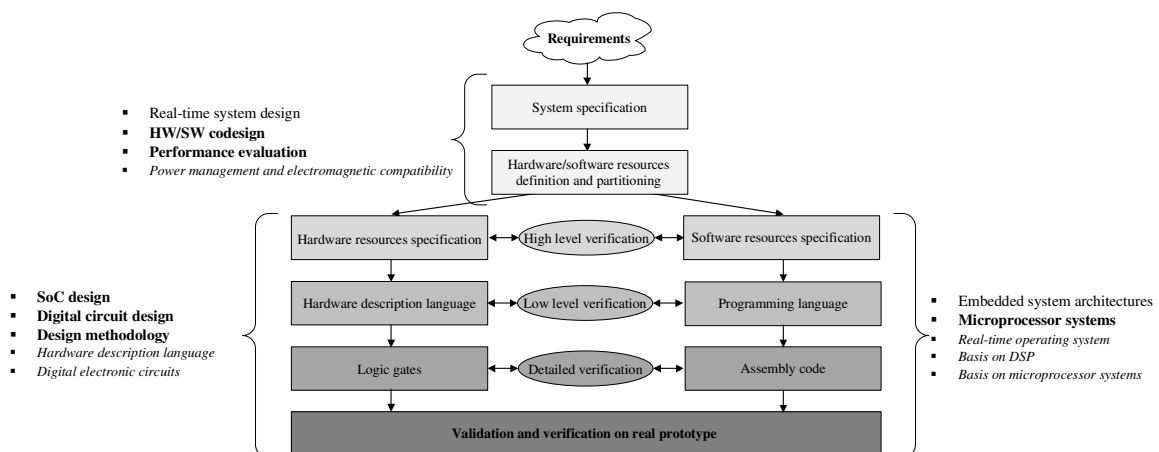 Requirements
System specification
▪ Real-time system design
▪ HW/SW codesign
▪ Performance evaluation
▪ Power management and electromagnetic compatibility
Hardware/software resources
definition and partitioning
Hardware resources specification
High level verification
Software resources specification
▪ SoC design
▪ Digital circuit design
▪ Design methodology
▪ Hardware description language
▪ Digital electronic circuits
Hardware description language
Low level verification
Programming language
▪ Embedded system architectures
▪ Microprocessor systems
▪ Real-time operating system
▪ Basis on DSP
▪ Basis on microprocessor systems
Logic gates
Detailed verification
Assembly code
Validation and verification on real prototype